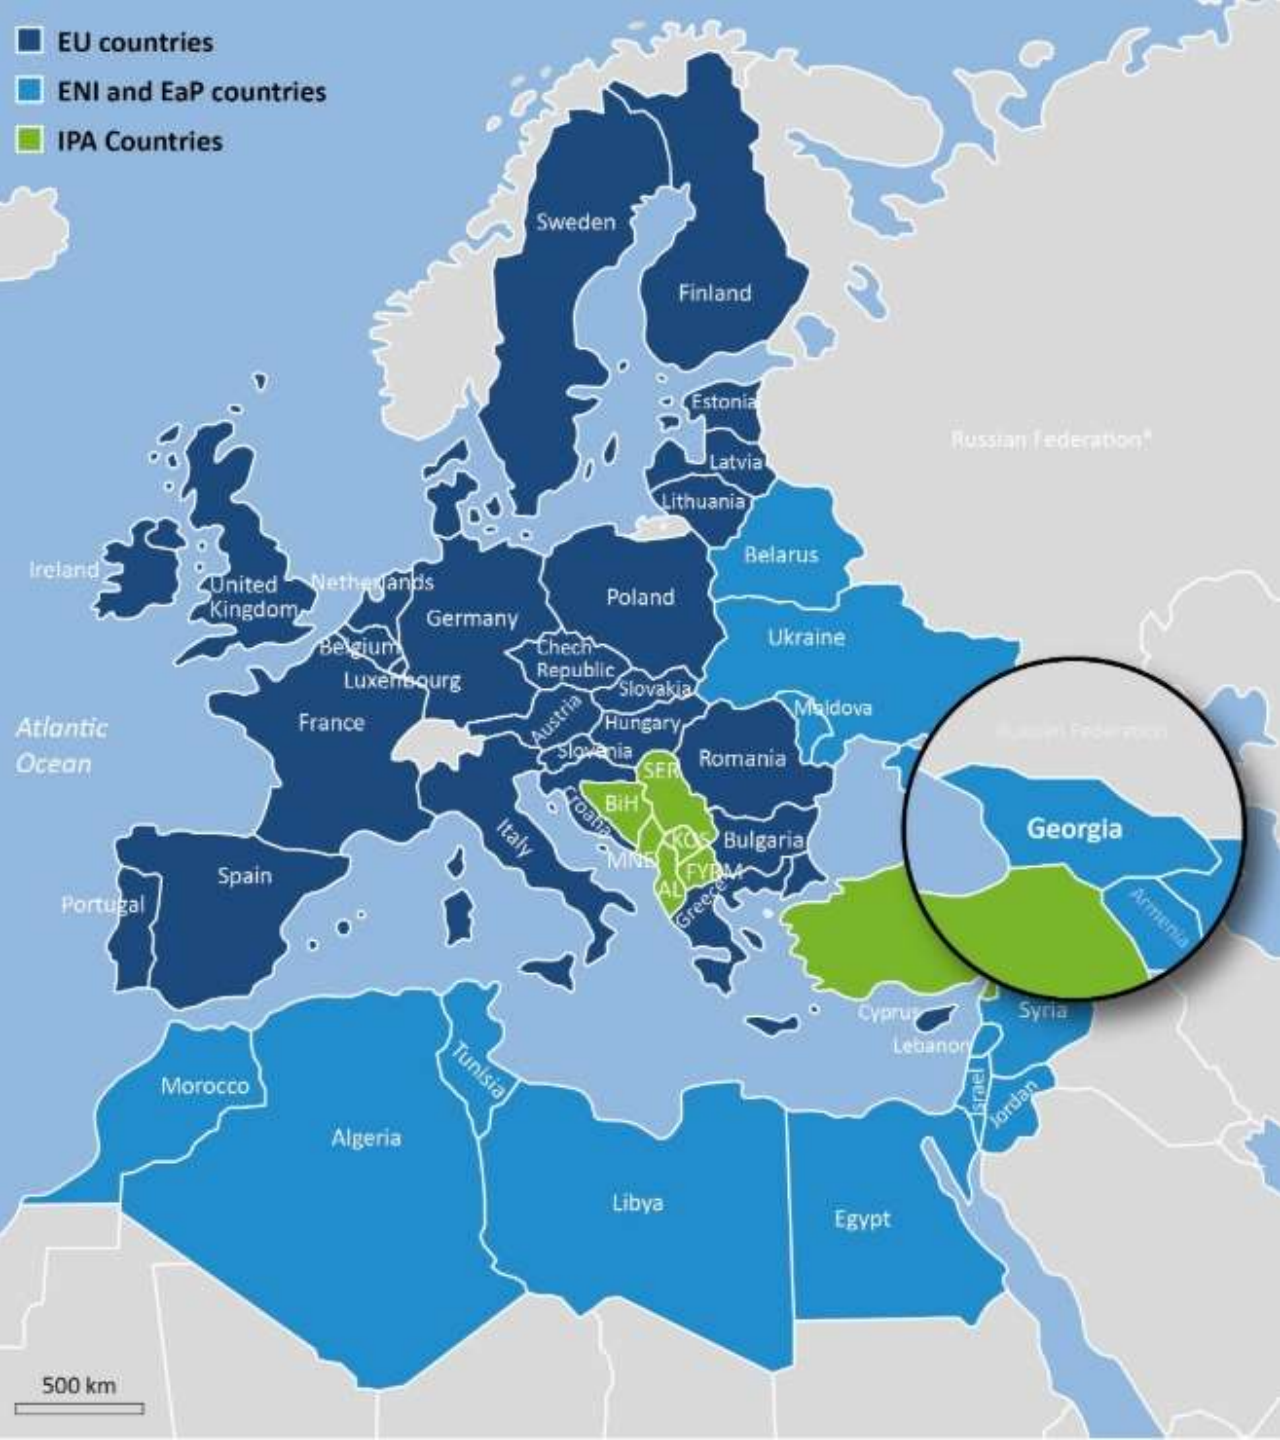 EU countries
ENI and EaP countries
IPA Countries
Sweden
Finland
Estonia
Russian Federation*
Latvia
Lithuania
Belarus
Ireland
United
Kingdom
Netherlands
Poland
Germany
Ukraine
Belgium
Chech
Republic
Luxembourg
Slovakia
France
Austria
Hungary
Moldova
Atlantic
Ocean
Slovenia
Romania
Russian Federation
SER
BiH
Croatia
Georgia
Italy
KOS
Bulgaria
MNE
FYRM
AL
Spain
Portugal
Greece
Armenia
Cyprus
Syria
Lebanon
Tunisia
Morocco
Israel
Jordan
Algeria
Libya
Egypt
500 km